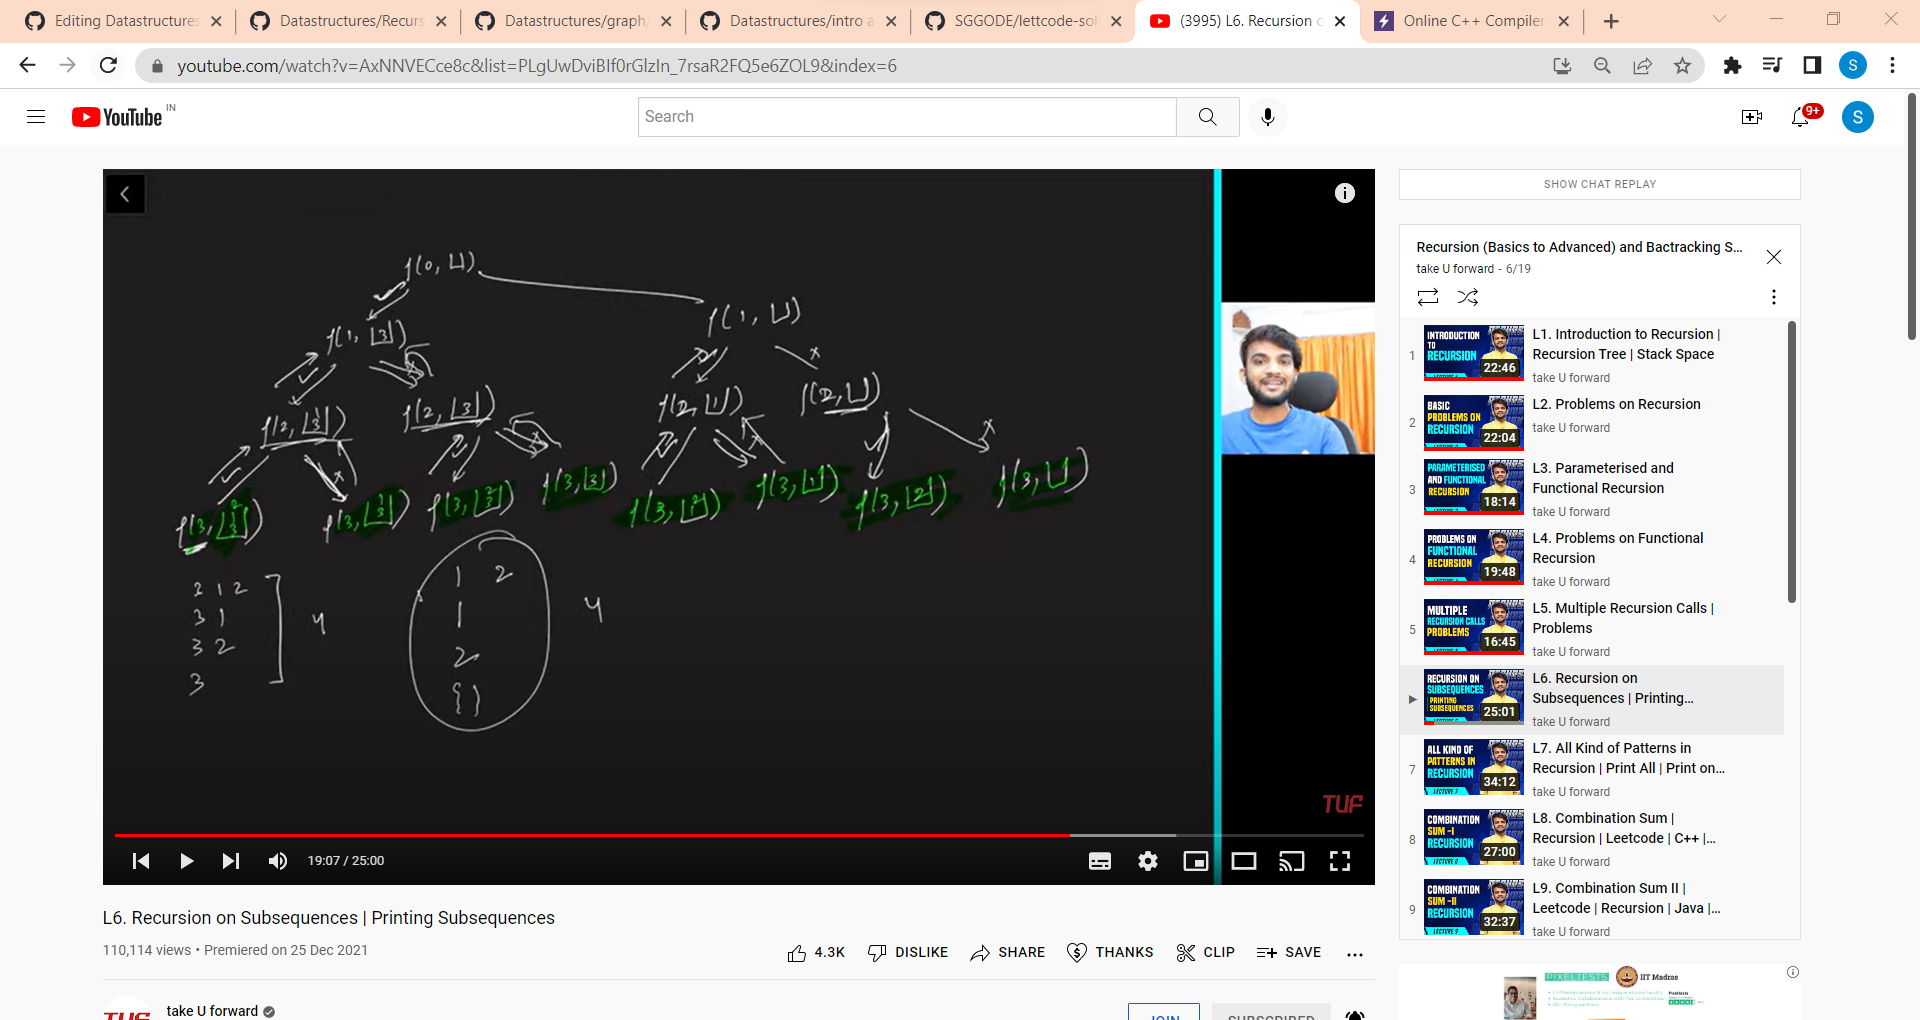 Editing Datastructures
Datastructures/Recurs
Datastructures/graph/
Datastructures/intro a
SGGODE/lettcode-sol
(3995) L6. Recursion o
Online C++ Compiler
youtube.com/watch?v=AxNNVECce8c&list=PLgUwDviBIf0rGlzIn_7rsaR2FQ5e6ZOL9&index=6
S
YouTube IN
Search
9+
S
f(0, [])
f(1, [])
f(1, [3])
f(2, [3])
f(2, [1])
f(2, [])
f(3, [3])
f(3, [1])
f(3, [2])
f(3, [])
3 1 2
3 1
3 2
3
4
1 2
1
2
{}
4
TUF
19:07 / 25:00
L6. Recursion on Subsequences | Printing Subsequences
110,114 views • Premiered on 25 Dec 2021
4.3K
DISLIKE
SHARE
THANKS
CLIP
SAVE
TUF
take U forward
JOIN
SUBSCRIBED
SHOW CHAT REPLAY
Recursion (Basics to Advanced) and Bactracking S...
take U forward - 6/19
1
INTRODUCTION
TO
RECURSION
22:46
L1. Introduction to Recursion |
Recursion Tree | Stack Space
take U forward
2
BASIC
PROBLEMS ON
RECURSION
22:04
L2. Problems on Recursion
take U forward
3
PARAMETERISED
AND FUNCTIONAL
RECURSION
18:14
L3. Parameterised and
Functional Recursion
take U forward
4
PROBLEMS ON
FUNCTIONAL
RECURSION
19:48
L4. Problems on Functional
Recursion
take U forward
5
MULTIPLE
RECURSION CALLS
PROBLEMS
16:45
L5. Multiple Recursion Calls |
Problems
take U forward
RECURSION ON
SUBSEQUENCES
PRINTING
SUBSEQUENCES
25:01
L6. Recursion on
Subsequences | Printing...
take U forward
7
ALL KIND OF
PATTERNS IN
RECURSION
LECTURE 7
34:12
L7. All Kind of Patterns in
Recursion | Print All | Print on...
take U forward
8
COMBINATION
SUM -I
RECURSION
LECTURE 8
27:00
L8. Combination Sum |
Recursion | Leetcode | C++ |...
take U forward
9
COMBINATION
SUM -II
RECURSION
32:37
L9. Combination Sum II |
Leetcode | Recursion | Java |...
take U forward
PIXELTESTS
IIT Madras